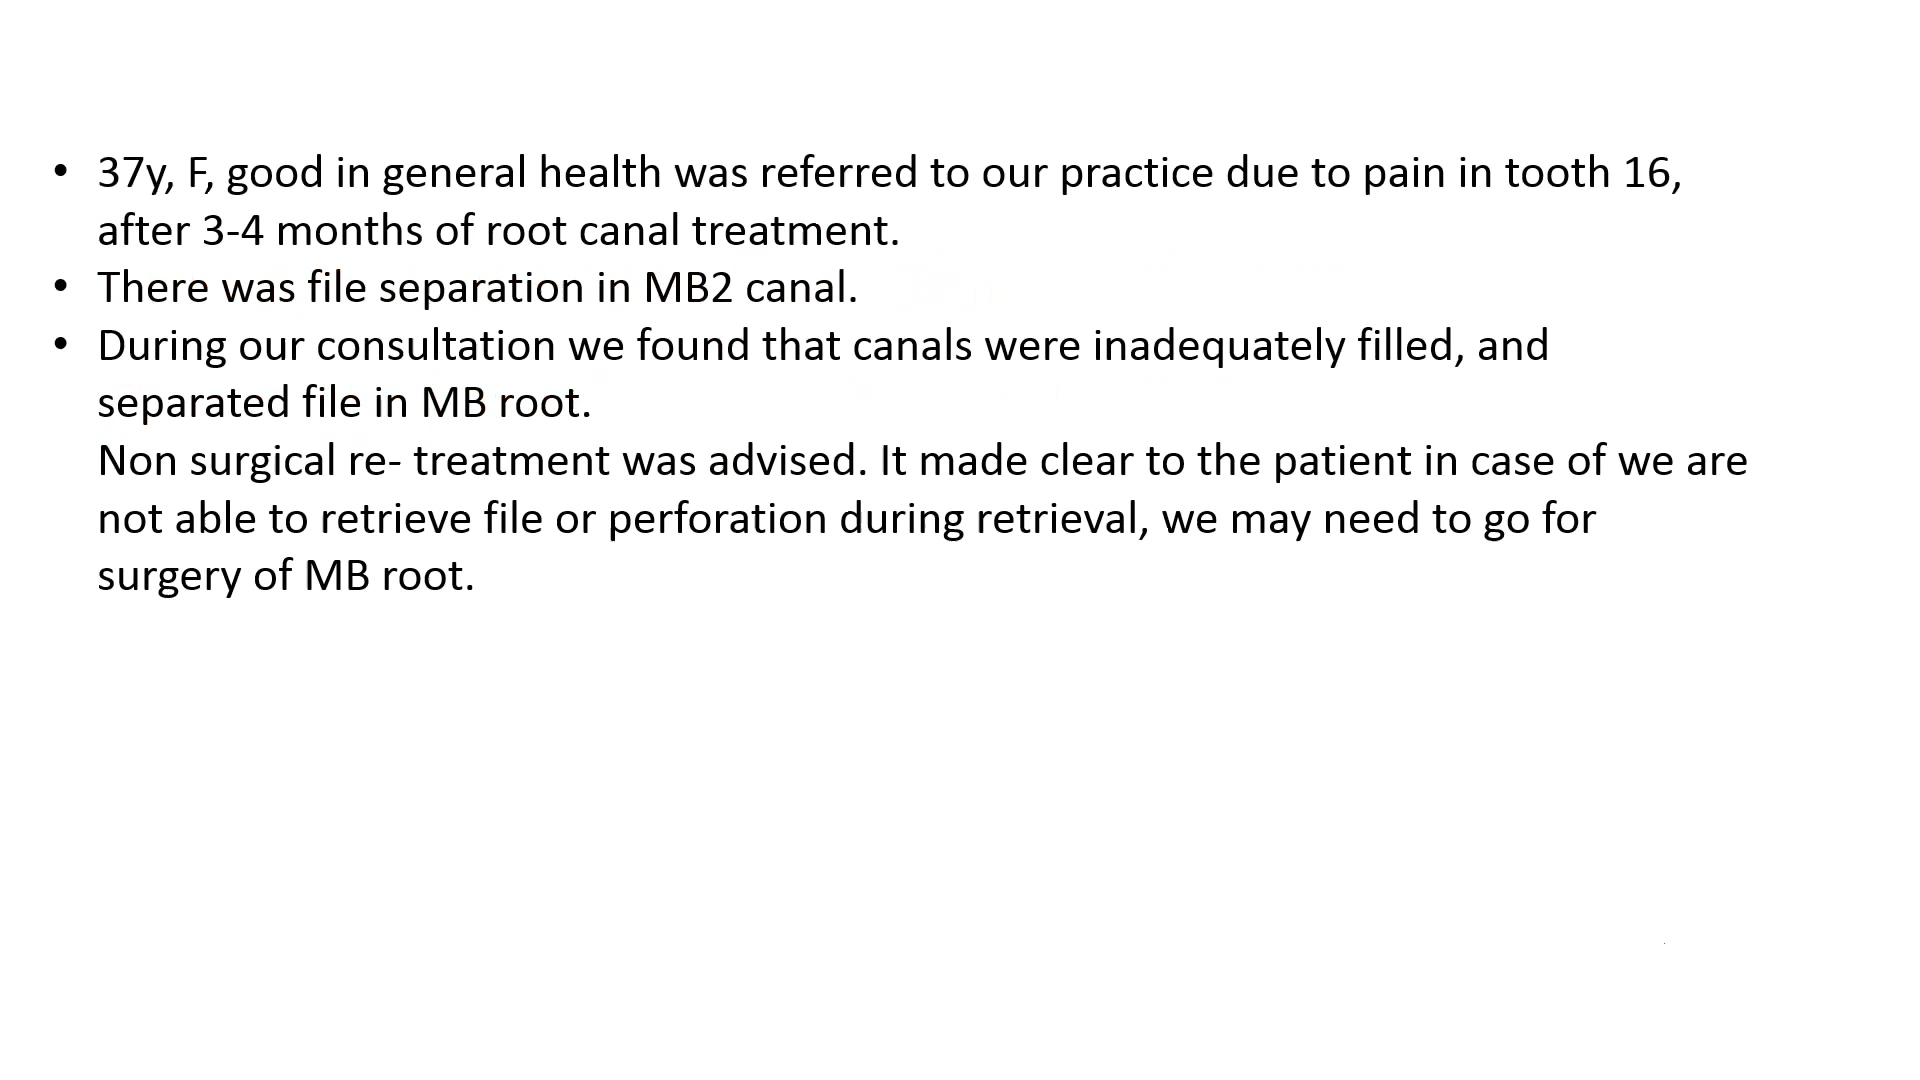 • 37y, F, good in general health was referred to our practice due to pain in tooth 16,
after 3-4 months of root canal treatment.
• There was file separation in MB2 canal.
• During our consultation we found that canals were inadequately filled, and
separated file in MB root.
Non surgical re- treatment was advised. It made clear to the patient in case of we are
not able to retrieve file or perforation during retrieval, we may need to go for
surgery of MB root.